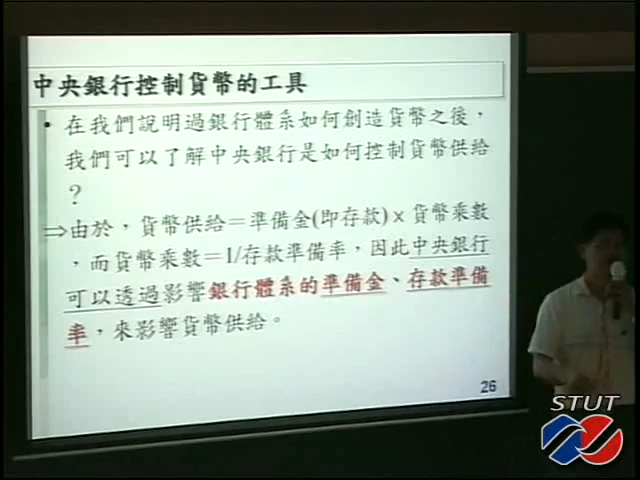 中央銀行控制貨幣的工具
• 在我們說明過銀行體系如何創造貨幣之後，
我們可以了解中央銀行是如何控制貨幣供給
？
⇒由於，貨幣供給＝準備金(即存款)×貨幣乘數
，而貨幣乘數＝1/存款準備率，因此中央銀行
可以透過影響銀行體系的準備金、存款準備
率，來影響貨幣供給。
26
STUT